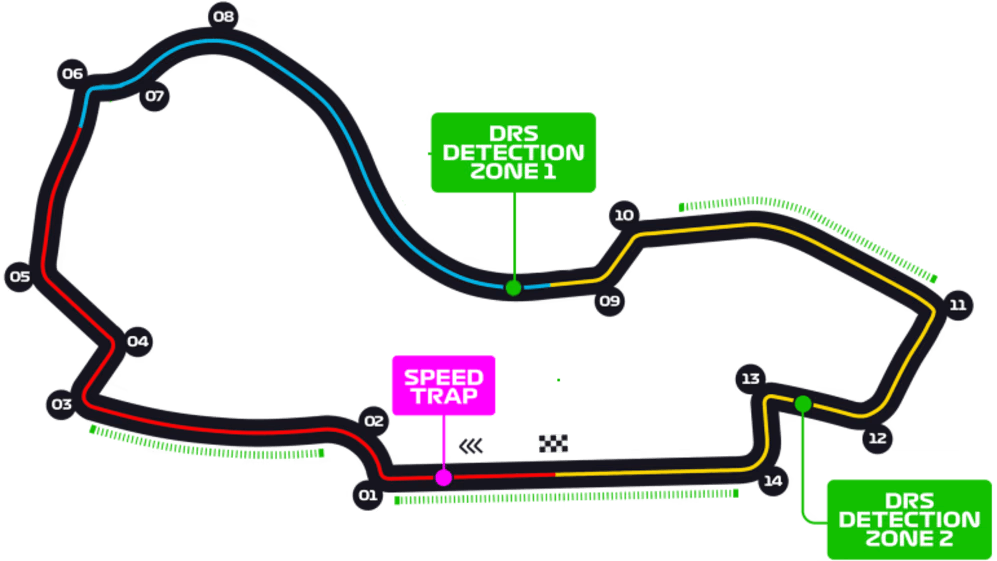 08
06
07
DRS
DETECTION
ZONE 1
10
05
09
11
04
SPEED
TRAP
13
03
02
12
01
14
DRS
DETECTION
ZONE 2